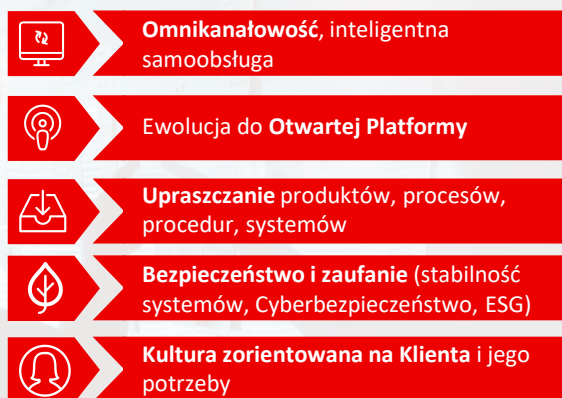 Omnikanałowość, inteligentna
samoobsługa
Ewolucja do Otwartej Platformy
Upraszczanie produktów, procesów,
procedur, systemów
Bezpieczeństwo i zaufanie (stabilność
systemów, Cyberbezpieczeństwo, ESG)
Kultura zorientowana na Klienta i jego
potrzeby